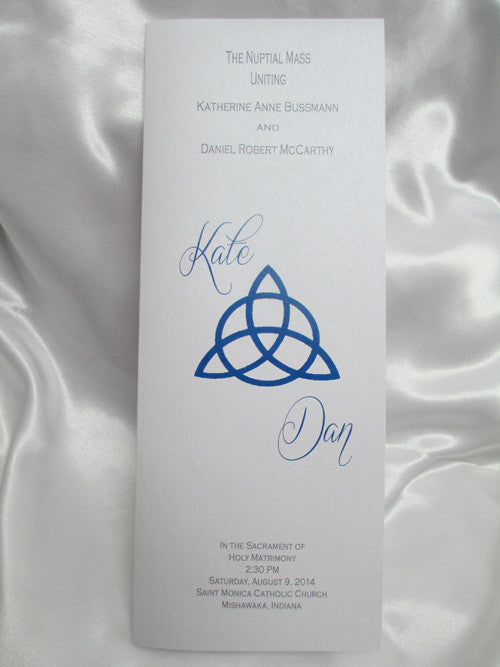 The Nuptial Mass
Uniting
Katherine Anne Bussmann
and
Daniel Robert McCarthy
Kate
Dan
In the Sacrament of
Holy Matrimony
2:30 PM
Saturday, August 9, 2014
Saint Monica Catholic Church
Mishawaka, Indiana